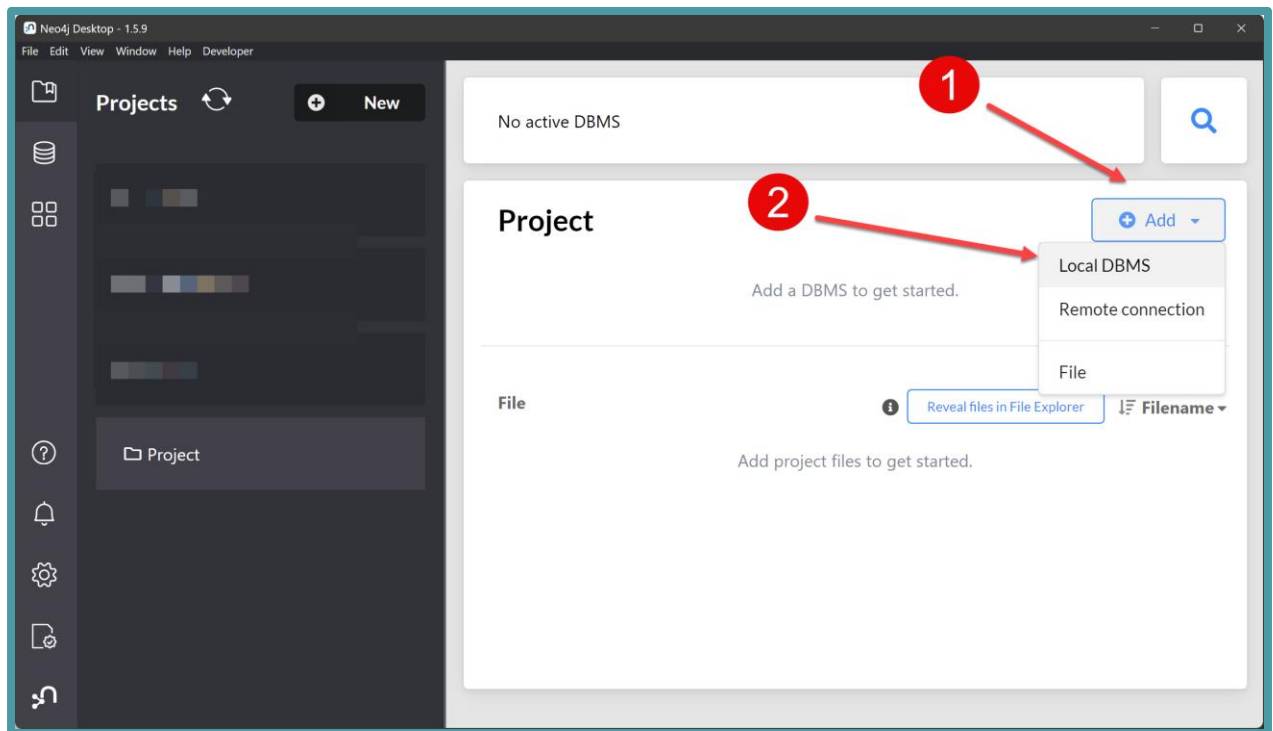 Neo4j Desktop - 1.5.9
File Edit View Window Help Developer
Projects
New
No active DBMS
1
Project
2
Add
Local DBMS
Add a DBMS to get started.
Remote connection
File
File
Reveal files in File Explorer
Filename
Project
Add project files to get started.